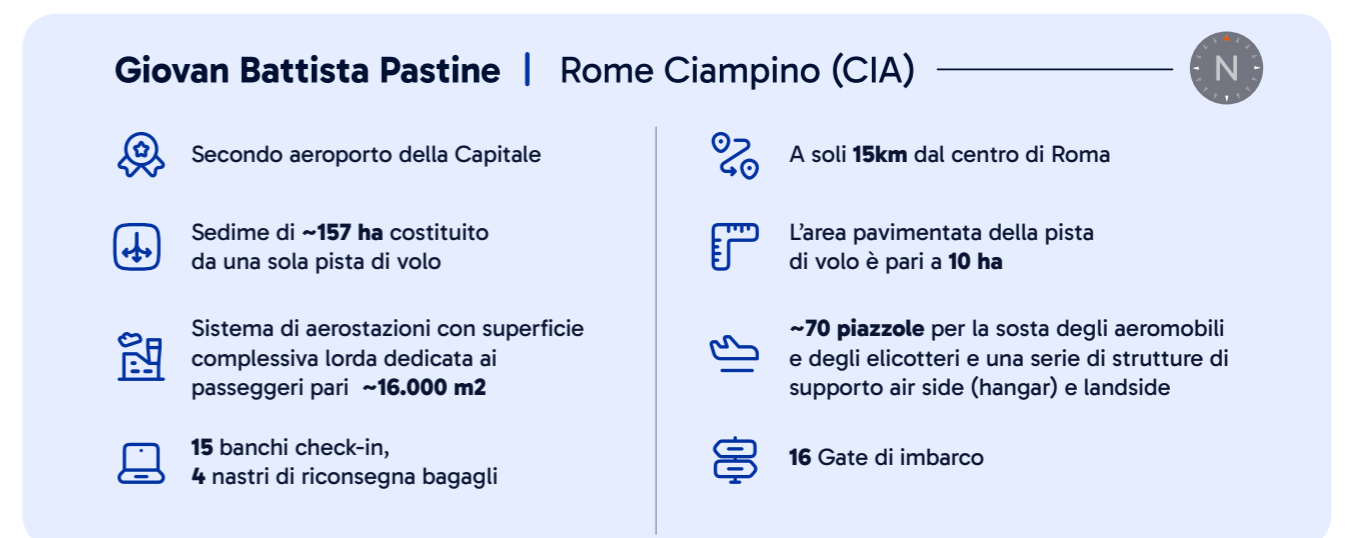 Giovan Battista Pastine | Rome Ciampino (CIA)
N
Secondo aeroporto della Capitale
Sedime di ~157 ha costituito
da una sola pista di volo
Sistema di aerostazioni con superficie
complessiva lorda dedicata ai
passeggeri pari ~16.000 m2
15 banchi check-in,
4 nastri di riconsegna bagagli
A soli 15km dal centro di Roma
L’area pavimentata della pista
di volo è pari a 10 ha
~70 piazzole per la sosta degli aeromobili
e degli elicotteri e una serie di strutture di
supporto air side (hangar) e landside
16 Gate di imbarco